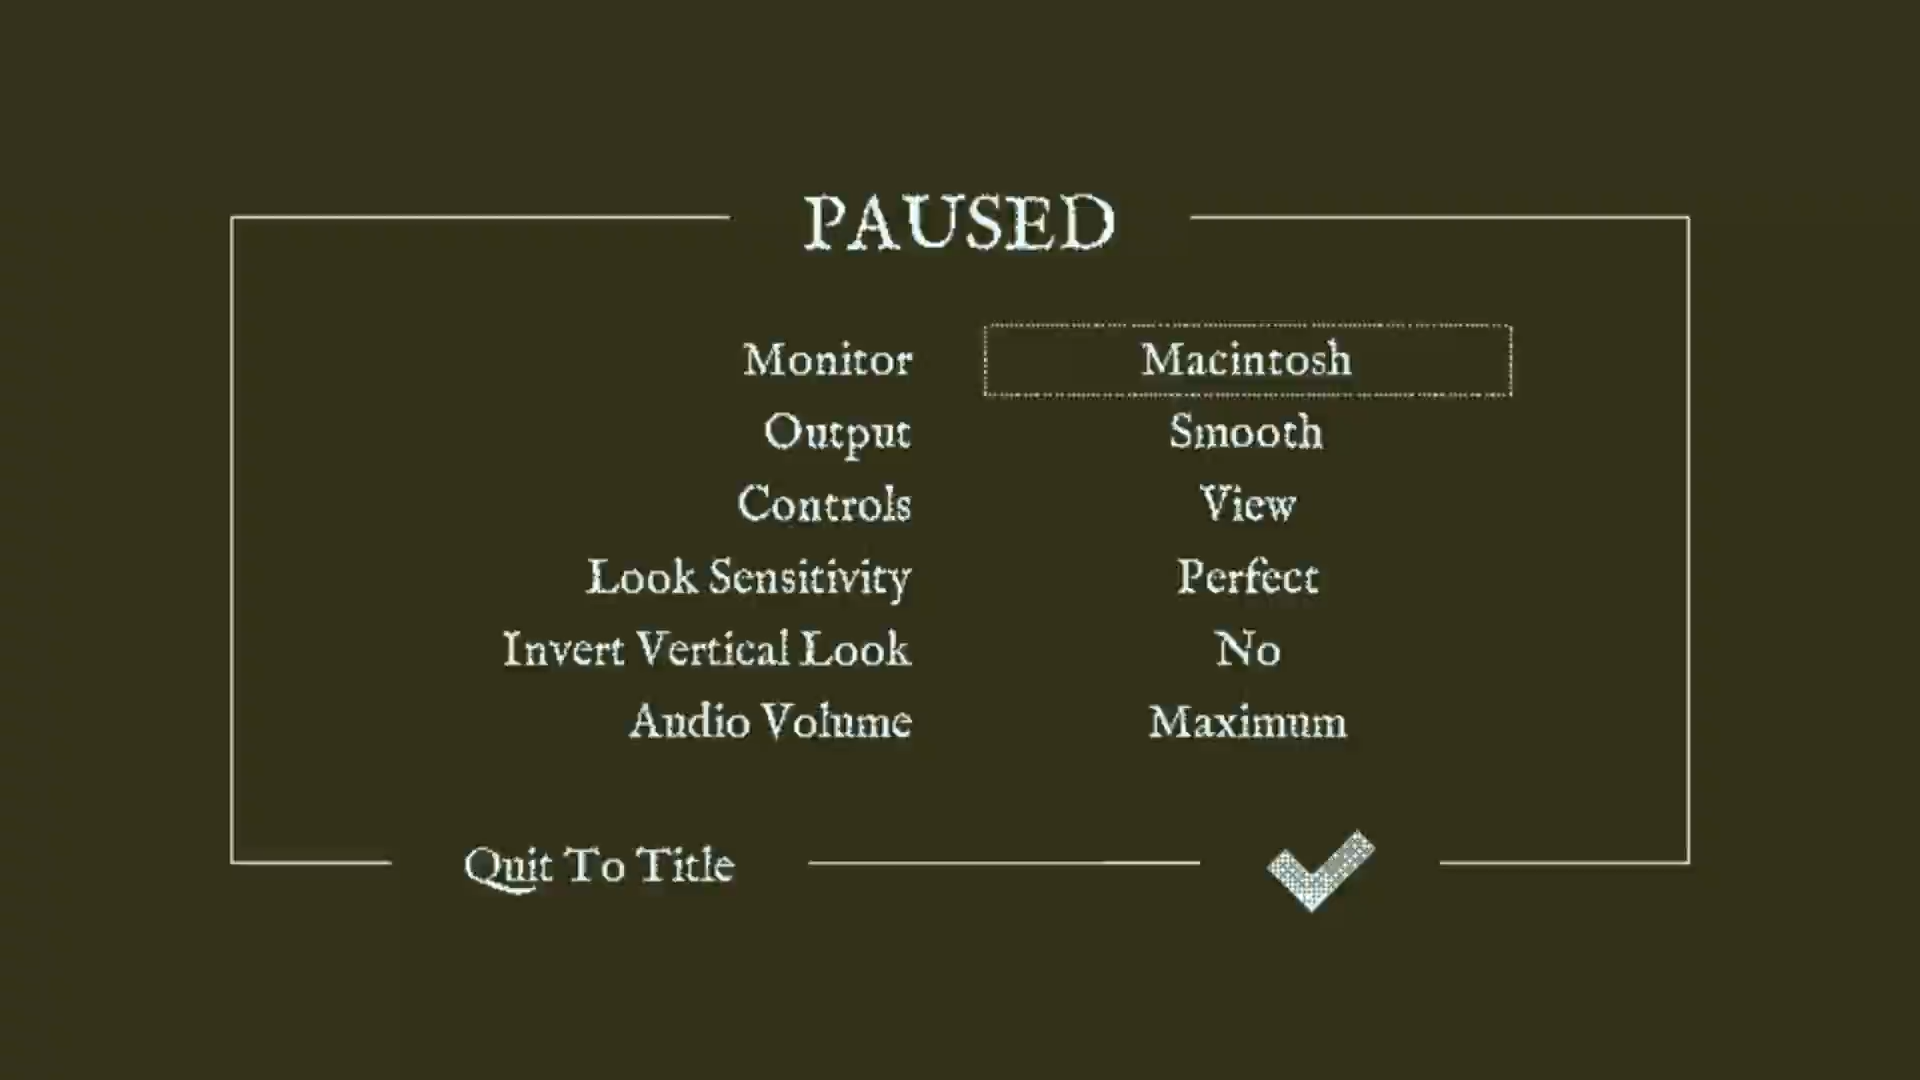 PAUSED
Monitor Macintosh
Output Smooth
Controls View
Look Sensitivity Perfect
Invert Vertical Look No
Audio Volume Maximum
Quit To Title